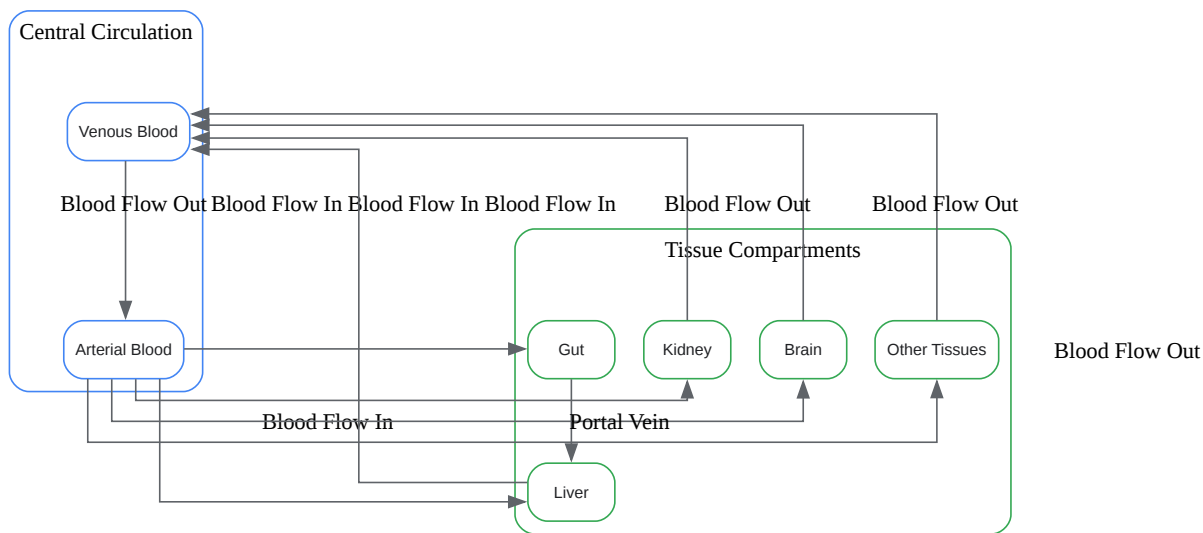 Central Circulation
Venous Blood
Blood Flow Out
Blood Flow In
Blood Flow In
Blood Flow In
Blood Flow Out
Blood Flow Out
Tissue Compartments
Arterial Blood
Gut
Kidney
Brain
Other Tissues
Blood Flow Out
Blood Flow In
Portal Vein
Liver